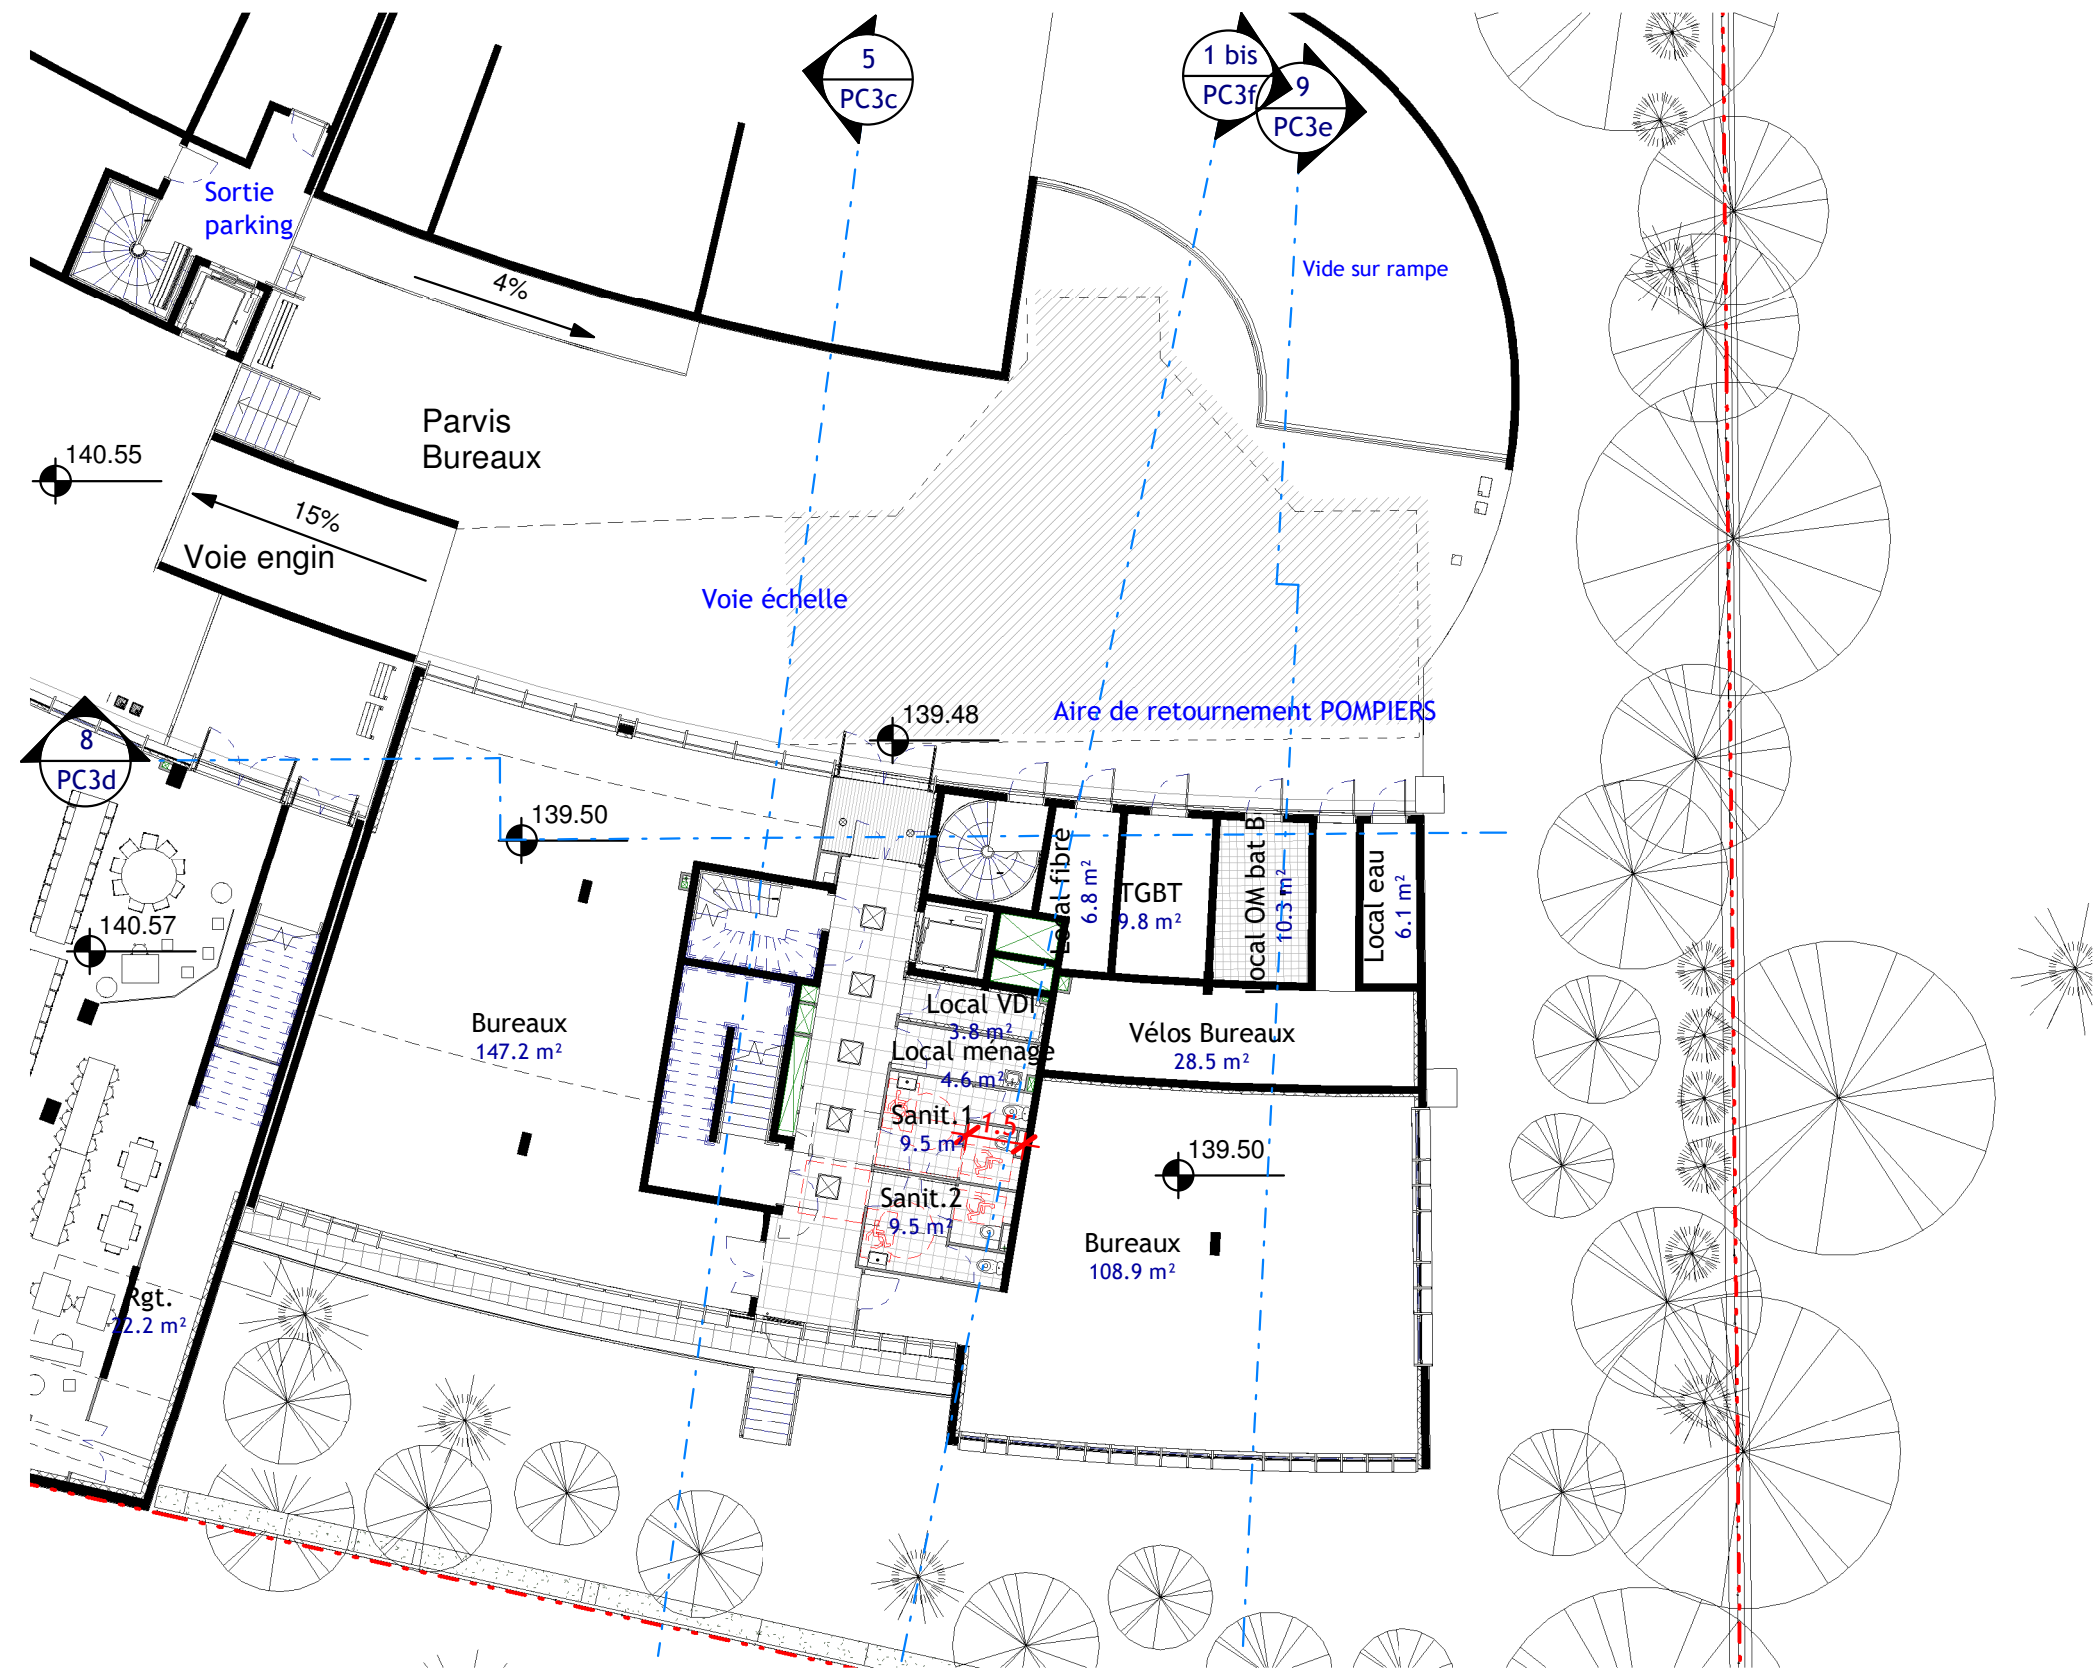 5
PC3c
1 bis
PC3f
9
PC3e
Sortie
parking
4%
Vide sur rampe
Parvis
Bureaux
140.55
15%
Voie engin
Voie échelle
Aire de retournement POMPIERS
139.48
8
PC3d
139.50
140.57
Local fibre
6.8 m²
TGBT
9.8 m²
Local OM bat B
10.3 m²
Local eau
6.1 m²
Bureaux
147.2 m²
Local VDI
3.8 m²
Local ménage
4.6 m²
Vélos Bureaux
28.5 m²
Sanit.1
9.5 m²
1.5
Sanit.2
9.5 m²
139.50
Bureaux
108.9 m²
Rgt.
22.2 m²